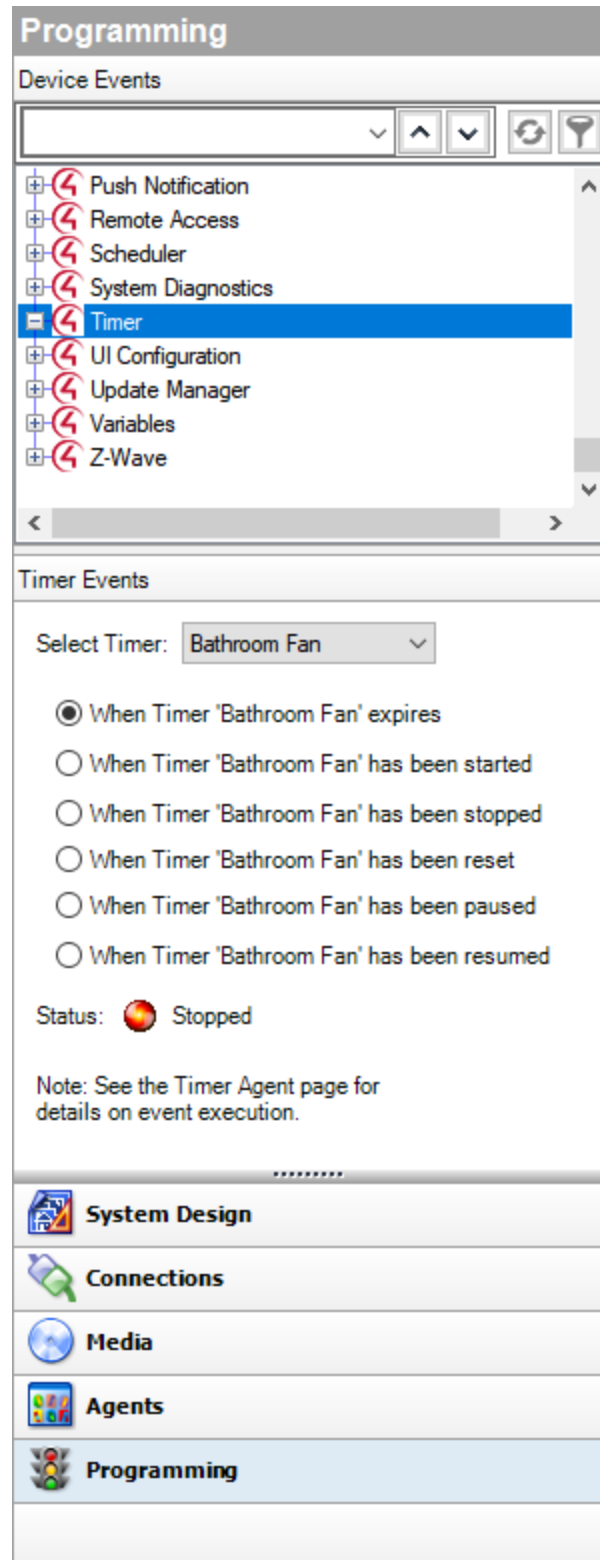 Programming
Device Events
Push Notification
Remote Access
Scheduler
System Diagnostics
Timer
UI Configuration
Update Manager
Variables
Z-Wave
Timer Events
Select Timer: Bathroom Fan
When Timer 'Bathroom Fan' expires
When Timer 'Bathroom Fan' has been started
When Timer 'Bathroom Fan' has been stopped
When Timer 'Bathroom Fan' has been reset
When Timer 'Bathroom Fan' has been paused
When Timer 'Bathroom Fan' has been resumed
Status: Stopped
Note: See the Timer Agent page for
details on event execution.
System Design
Connections
Media
Agents
Programming